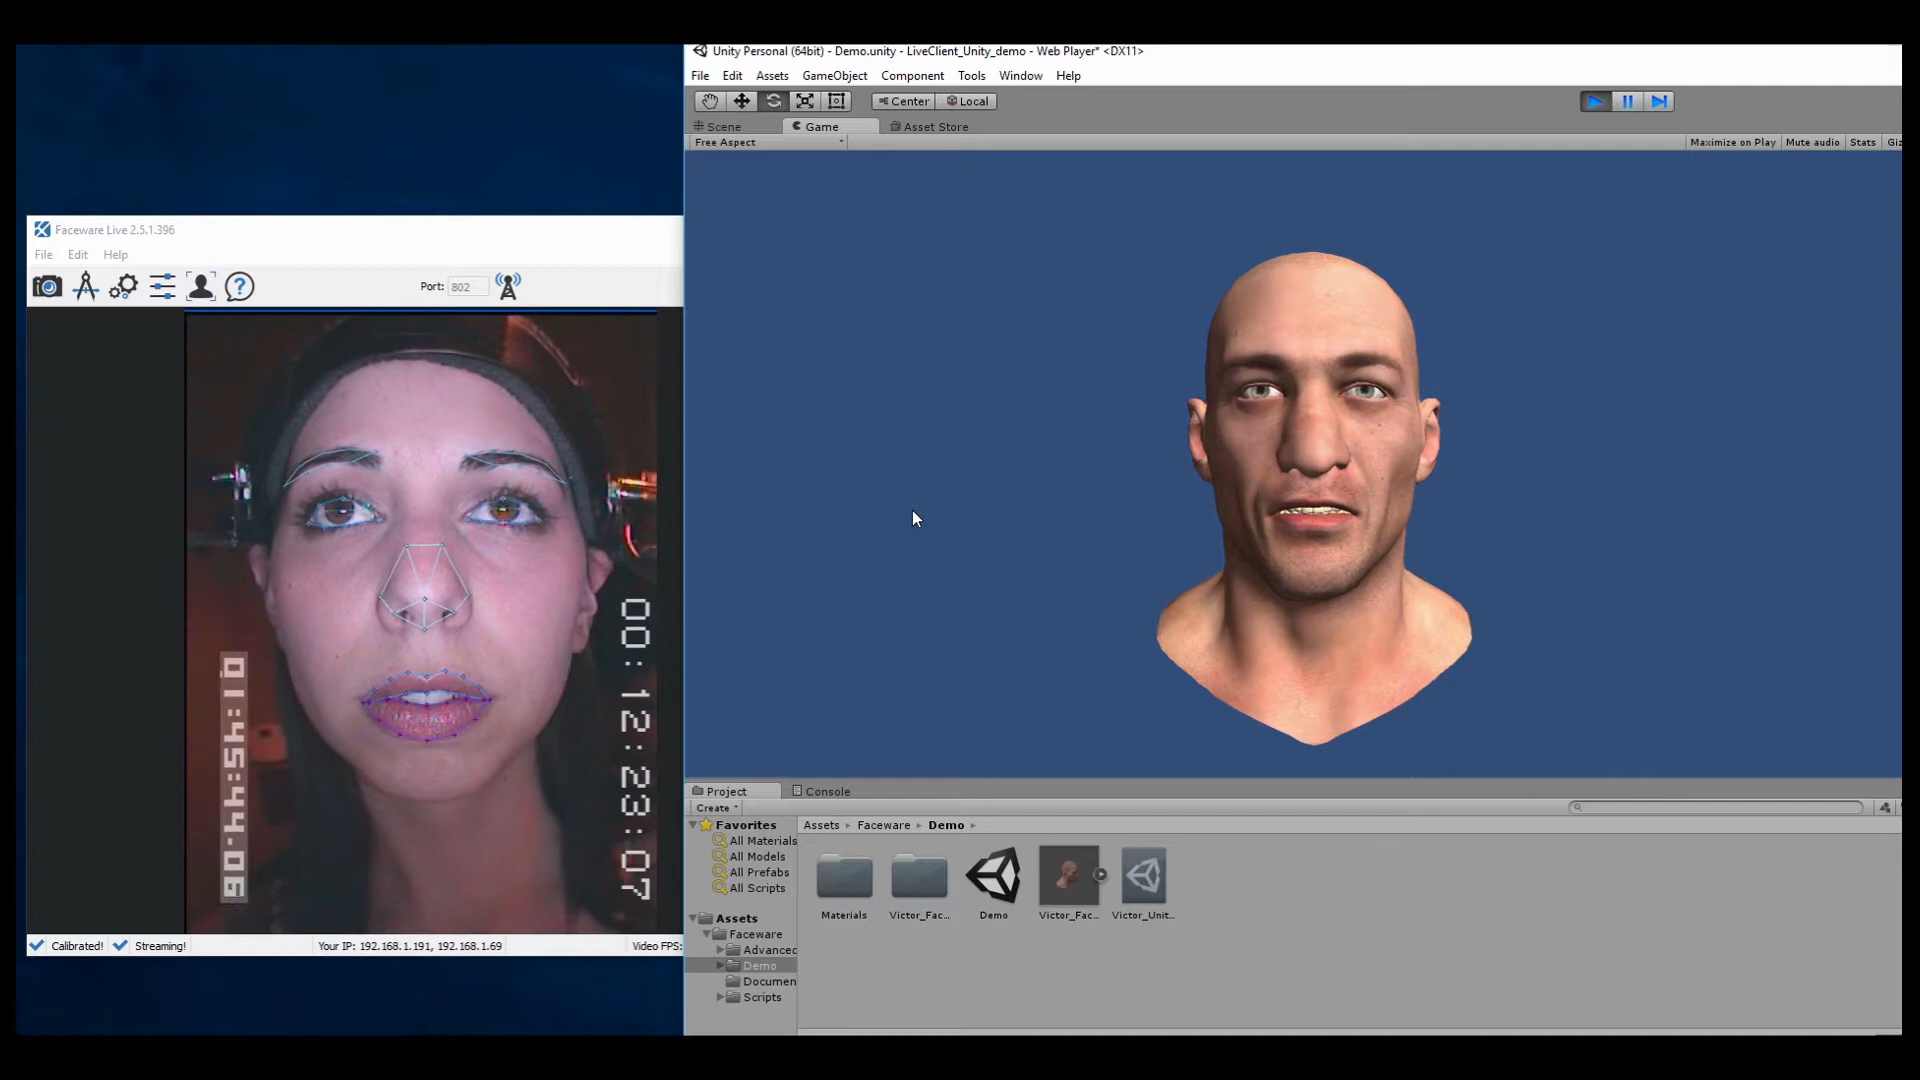 Faceware Live 2.5.1.396
File Edit Help
Port: 802
00:12:23:07
Calibrated! Streaming! Your IP: 192.168.1.191, 192.168.1.69 Video FPS:
Unity Personal (64bit) - Demo.unity - LiveClient_Unity_demo - Web Player* <DX11>
File Edit Assets GameObject Component Tools Window Help
Center Local
Scene Game Asset Store
Free Aspect Maximize on Play Mute audio Stats Giz
Project Console
Create
Favorites
All Materials
All Models
All Prefabs
All Scripts
Assets
Faceware
Advanced
Demo
Documen
Scripts
Assets Faceware Demo
Materials Victor_Fac... Demo Victor_Fac... Victor_Unit...